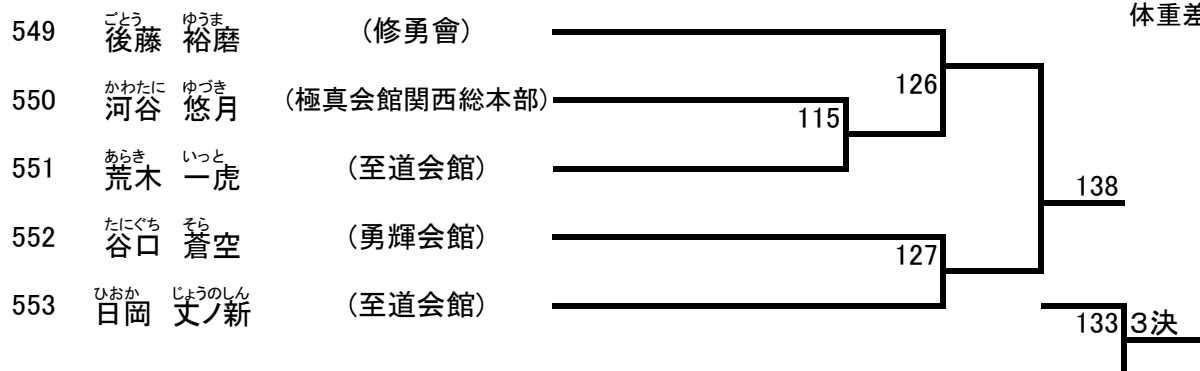 体重差
ごとう ゆうま
549 後藤 裕磨 (修勇會)
126
かわたに ゆづき
550 河谷 悠月 (極真会館関西総本部)
115
あらき いっと
551 荒木 一虎 (至道会館)
138
たにぐち そら
552 谷口 蒼空 (勇輝会館)
127
ひおか じょうのしん
553 日岡 丈ノ新 (至道会館)
133 3決